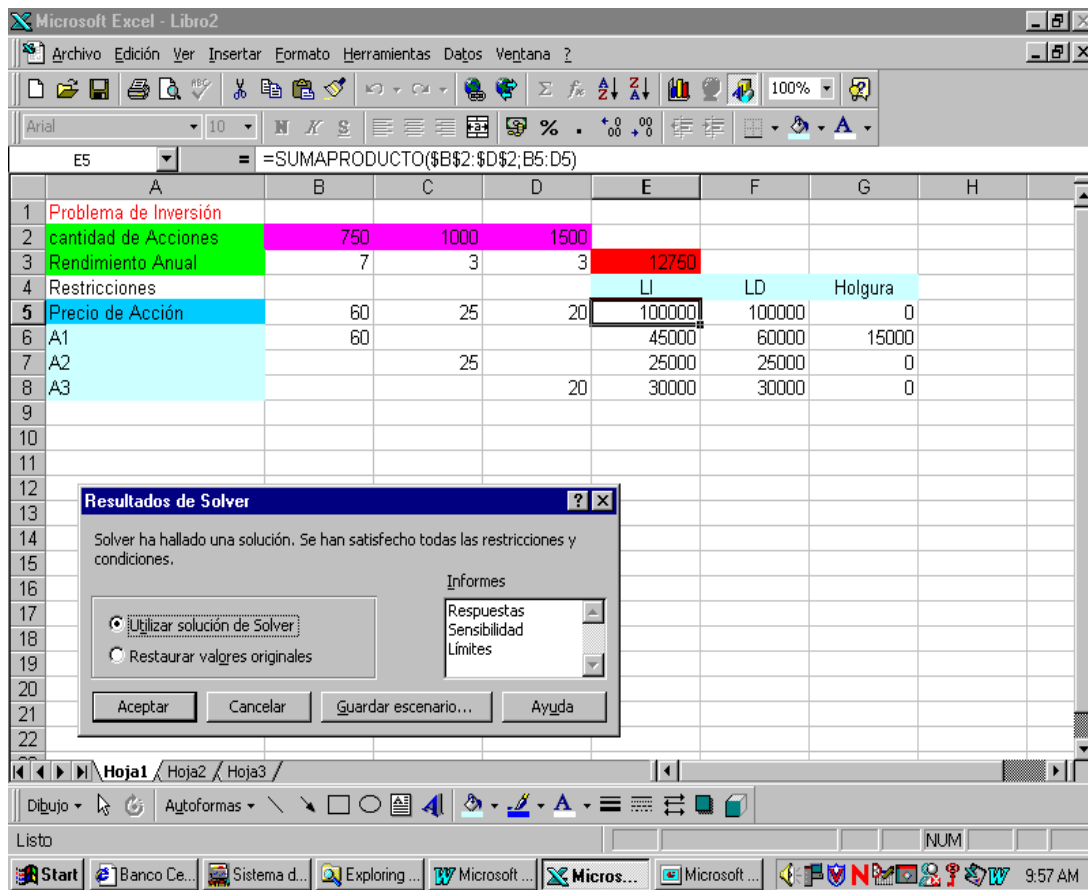 Microsoft Excel - Libro2
Archivo Edición Ver Insertar Formato Herramientas Datos Ventana ?
ABC 100%
Arial 10 N K S % .
E5 = =SUMAPRODUCTO($B$2:$D$2;B5:D5)
A B C D E F G H
1 Problema de Inversión
2 cantidad de Acciones 750 1000 1500
3 Rendimiento Anual 7 3 3 12750
4 Restricciones LI LD Holgura
5 Precio de Acción 60 25 20 100000 100000 0
6 A1 60 45000 60000 15000
7 A2 25 25000 25000 0
8 A3 20 30000 30000 0
9
10
11
12
13
14
15
16
17
18
19
20
21
22
Resultados de Solver
Solver ha hallado una solución. Se han satisfecho todas las restricciones y
condiciones.
Informes
Utilizar solución de Solver
Restaurar valores originales
Respuestas
Sensibilidad
Límites
Aceptar Cancelar Guardar escenario... Ayuda
Hoja1 Hoja2 Hoja3
Dibujo Autoformas
Listo NUM
Start Banco Ce... Sistema d... Exploring ... Microsoft ... Micros... Microsoft ... 9:57 AM